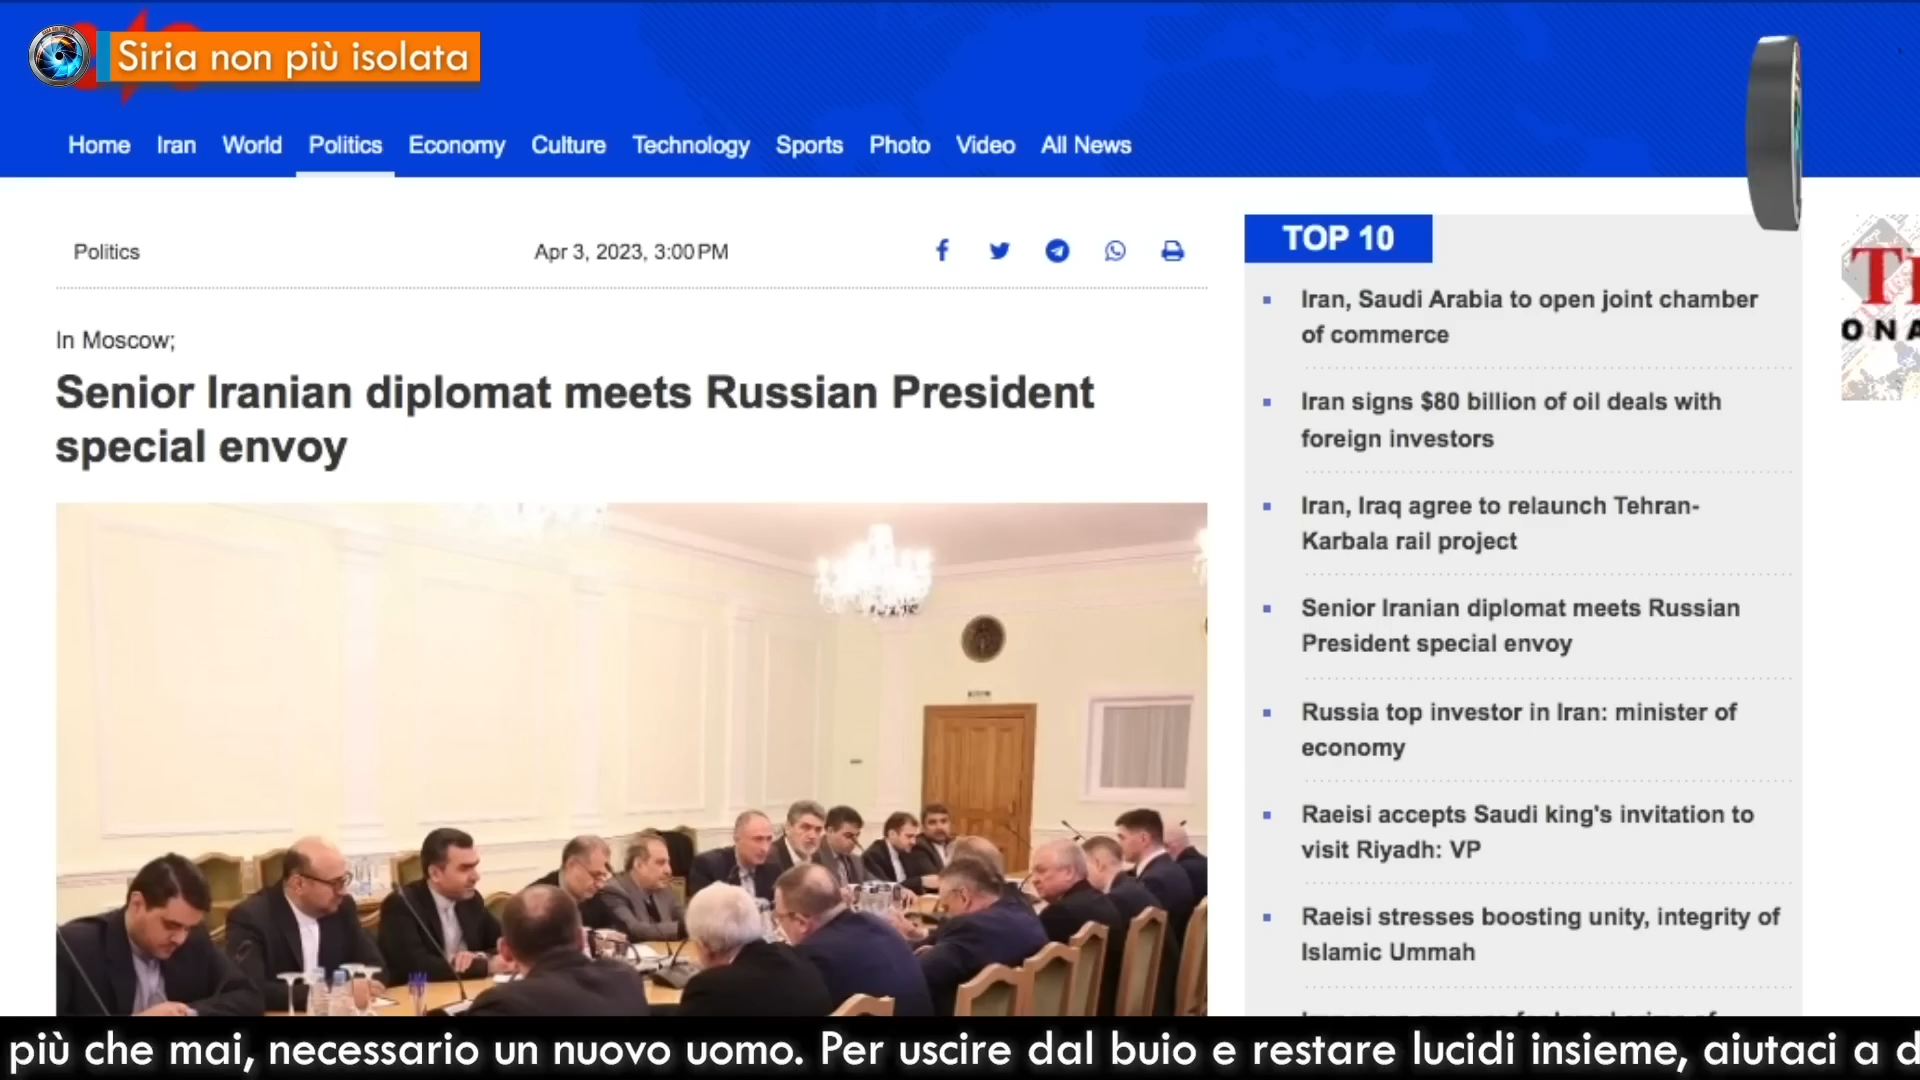 Siria non più isolata
Home Iran World Politics Economy Culture Technology Sports Photo Video All News
Politics
Apr 3, 2023, 3:00 PM
In Moscow;
Senior Iranian diplomat meets Russian President
special envoy
TOP 10
Iran, Saudi Arabia to open joint chamber
of commerce
Iran signs $80 billion of oil deals with
foreign investors
Iran, Iraq agree to relaunch Tehran-
Karbala rail project
Senior Iranian diplomat meets Russian
President special envoy
Russia top investor in Iran: minister of
economy
Raeisi accepts Saudi king's invitation to
visit Riyadh: VP
Raeisi stresses boosting unity, integrity of
Islamic Ummah
più che mai, necessario un nuovo uomo. Per uscire dal buio e restare lucidi insieme, aiutaci a d